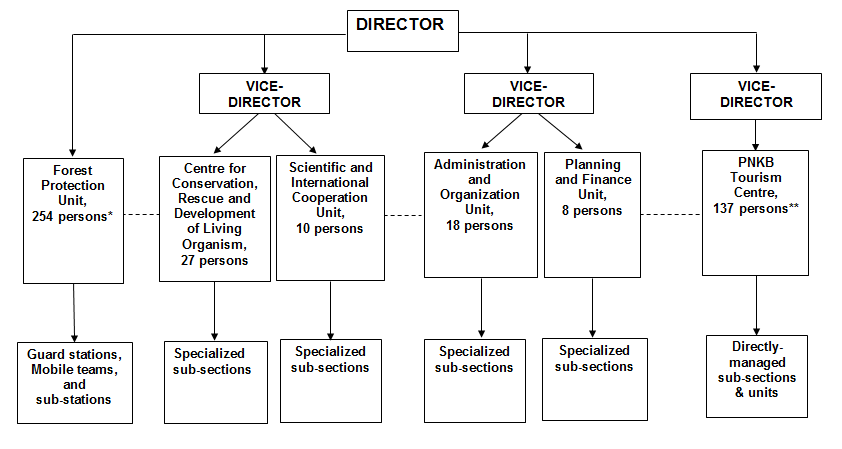 DIRECTOR
VICE-
DIRECTOR
VICE-
DIRECTOR
VICE-
DIRECTOR
Forest
Protection
Unit,
254 persons*
Centre for
Conservation,
Rescue and
Development
of Living
Organism,
27 persons
Scientific and
International
Cooperation
Unit,
10 persons
Administration
and
Organization
Unit,
18 persons
Planning
and Finance
Unit,
8 persons
PNKB
Tourism
Centre,
137 persons**
Guard stations,
Mobile teams,
and
sub-stations
Specialized
sub-sections
Specialized
sub-sections
Specialized
sub-sections
Specialized
sub-sections
Directly-
managed
sub-sections
& units